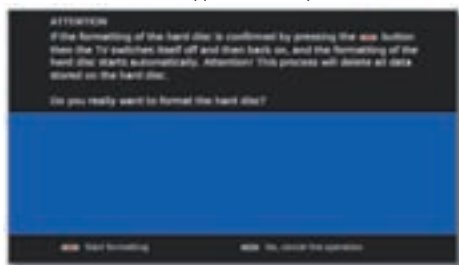 ATTENTION
If the formatting of the hard disc is confirmed by pressing the button
then the TV switches itself off and then back on, and the formatting of the
hard disc starts automatically. Attention! This process will delete all data
stored on the hard disc.
Do you really want to format the hard disc?
Start formatting
No, cancel the operation